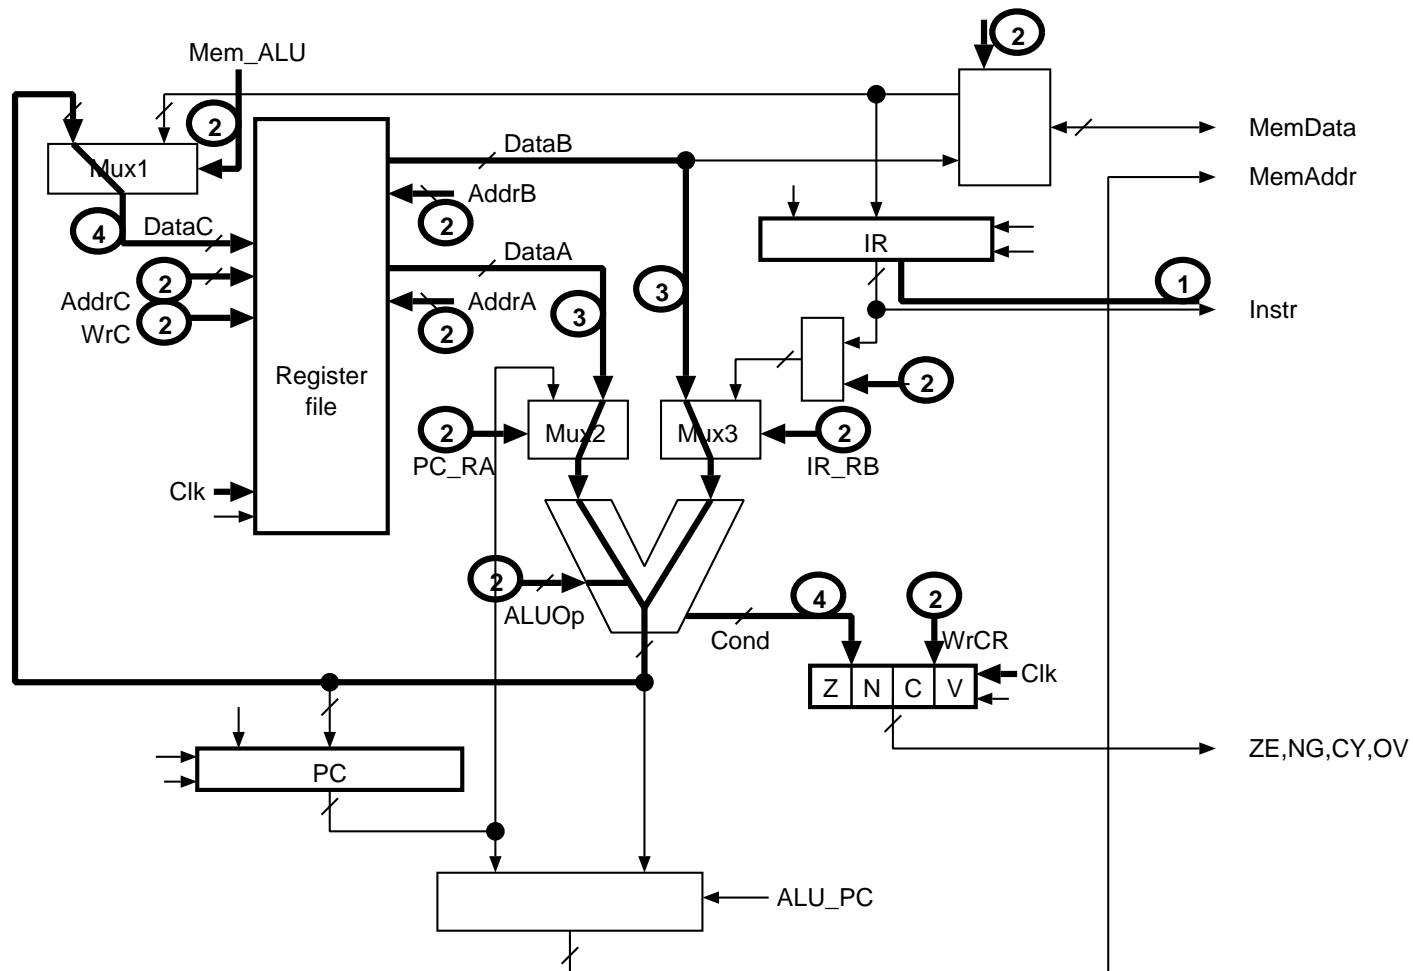 2
Mem_ALU
2
DataB
MemData
Mux1
MemAddr
AddrB
2
4
DataC
IR
DataA
2
3
1
AddrC
AddrA
3
Instr
2
WrC
2
Register
file
2
2
Mux2
Mux3
2
PC_RA
IR_RB
Clk
2
4
2
ALUOp
Cond
WrCR
Clk
Z N C V
ZE,NG,CY,OV
PC
ALU_PC